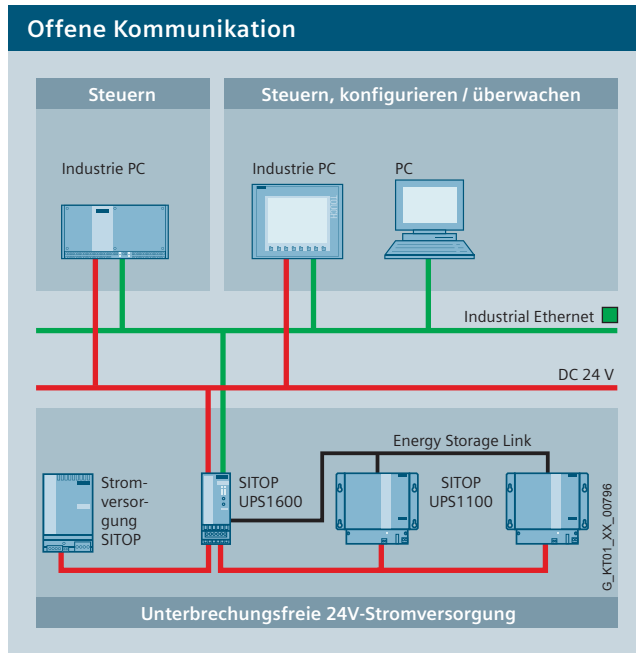 Offene Kommunikation
Steuern
Steuern, konfigurieren / überwachen
Industrie PC
Industrie PC
PC
Industrial Ethernet
DC 24 V
Energy Storage Link
Strom-
versor-
gung
SITOP
SITOP
UPS1600
SITOP
UPS1100
G_KT01_XX_00796
Unterbrechungsfreie 24V-Stromversorgung